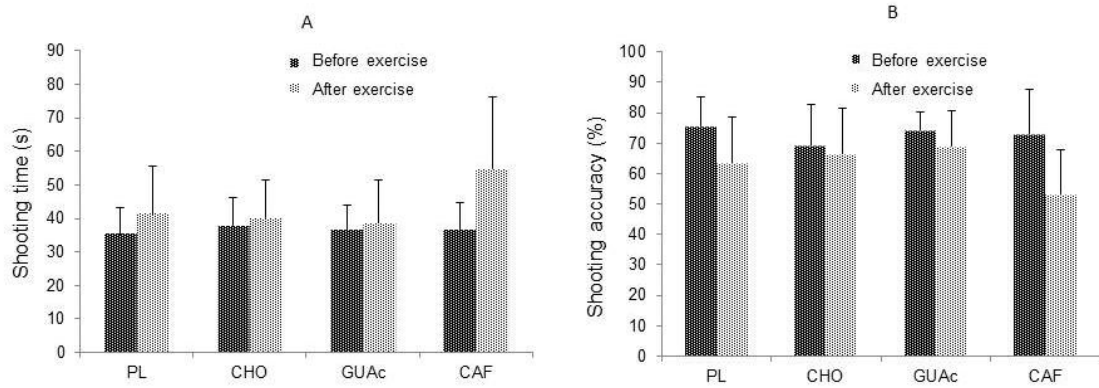 A
Shooting time (s)
90
80
70
60
50
40
30
20
10
0
Before exercise
After exercise
PL CHO GUAc CAF
B
Shooting accuracy (%)
100
90
80
70
60
50
40
30
20
10
0
Before exercise
After exercise
PL CHO GUAc CAF